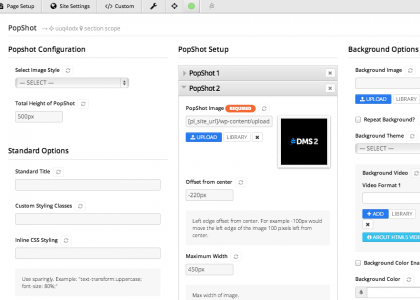 Page Setup
Site Settings
</> Custom
PopShot
→ uuq4odx section scope
Popshot Configuration
Select Image Style
— SELECT —
Total Height of PopShot
500px
Standard Options
Standard Title
Custom Styling Classes
Inline CSS Styling
Use sparingly. Example: "text-transform:uppercase;
font-size: 80%;"
PopShot Setup
PopShot 1
PopShot 2
PopShot Image REQUIRED
[pl_site_url]/wp-content/upload
UPLOAD LIBRARY
DMS 2
Offset from center
-220px
Left edge offset from center. For example -100px would
move the left edge of the image 100 pixels left from
center.
Maximum Width
450px
Max width of image.
Background Options
Background Image
UPLOAD LIBRARY
Repeat Background?
Background Theme
— SELECT —
Background Video
Video Format 1
+ ADD LIBRARY
ABOUT HTML5 VIDE
Background Color Ena
Background Color
#